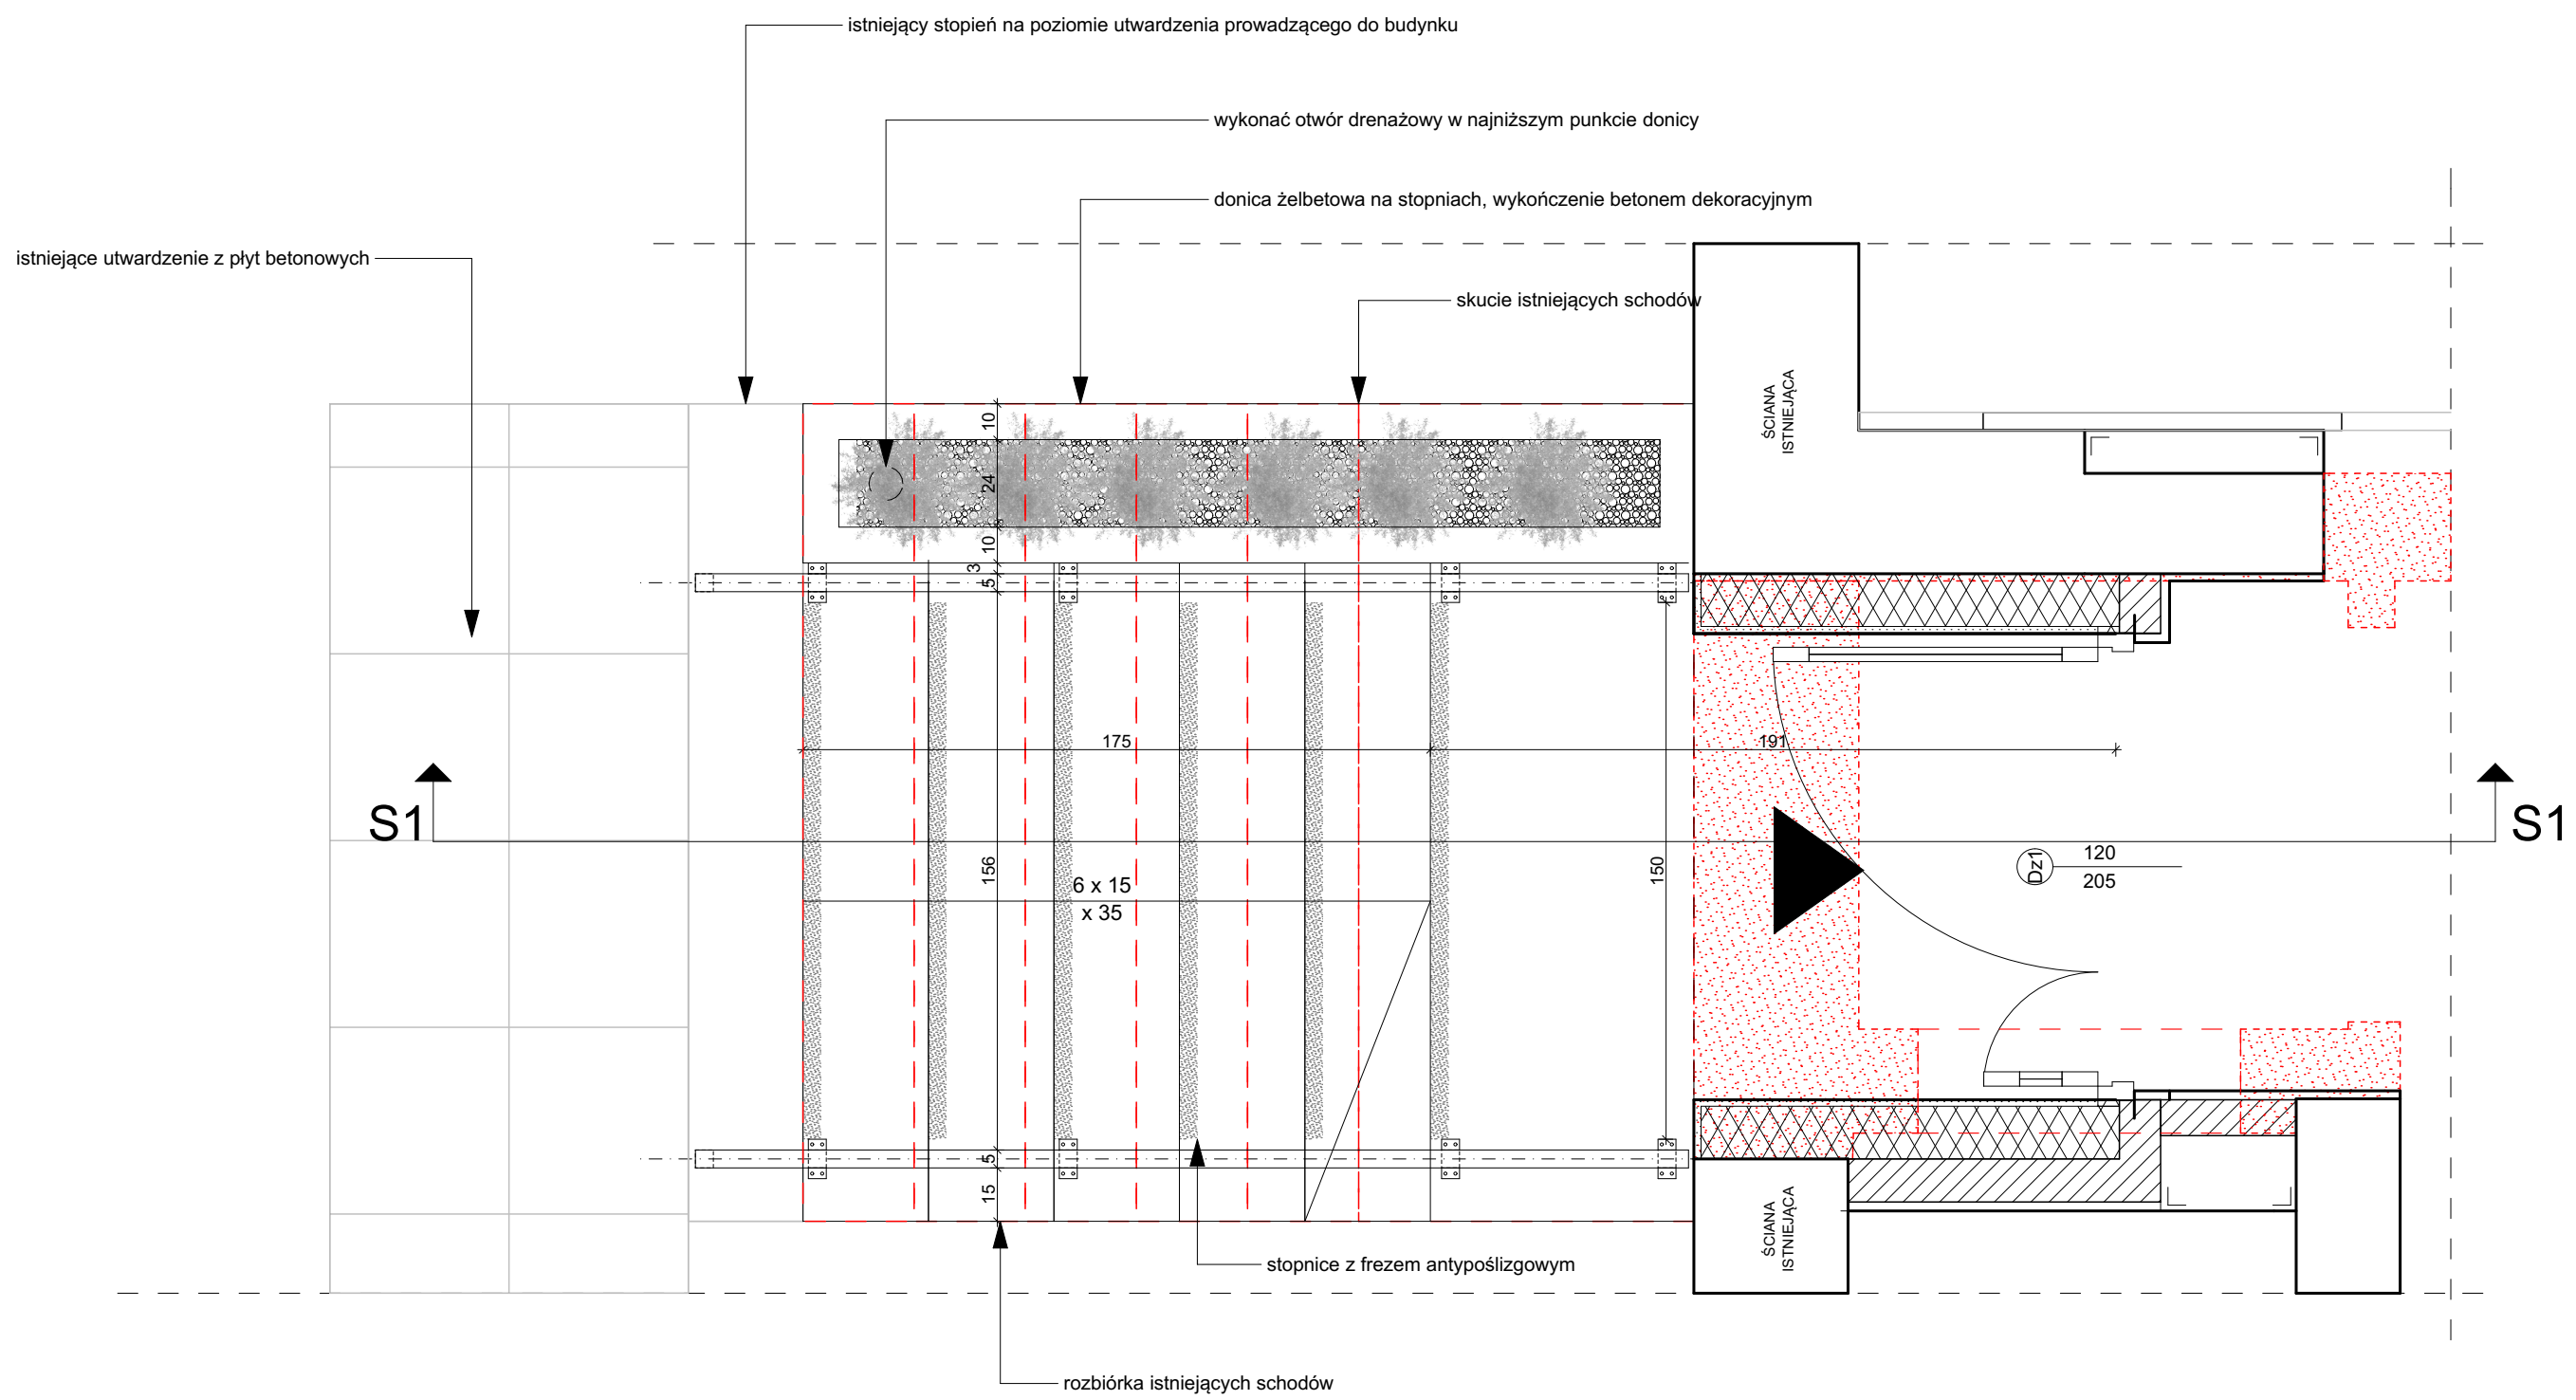 istniejący stopień na poziomie utwardzenia prowadzącego do budynku
wykonać otwór drenażowy w najniższym punkcie donicy
donica żelbetowa na stopniach, wykończenie betonem dekoracyjnym
istniejące utwardzenie z płyt betonowych
skucie istniejących schodów
ŚCIANA
ISTNIEJĄCA
10
24
10
3
5
175
191
S1
S1
156
6 x 15
x 35
150
Dz1
120
205
5
15
ŚCIANA
ISTNIEJĄCA
stopnice z frezem antypoślizgowym
rozbiórka istniejących schodów